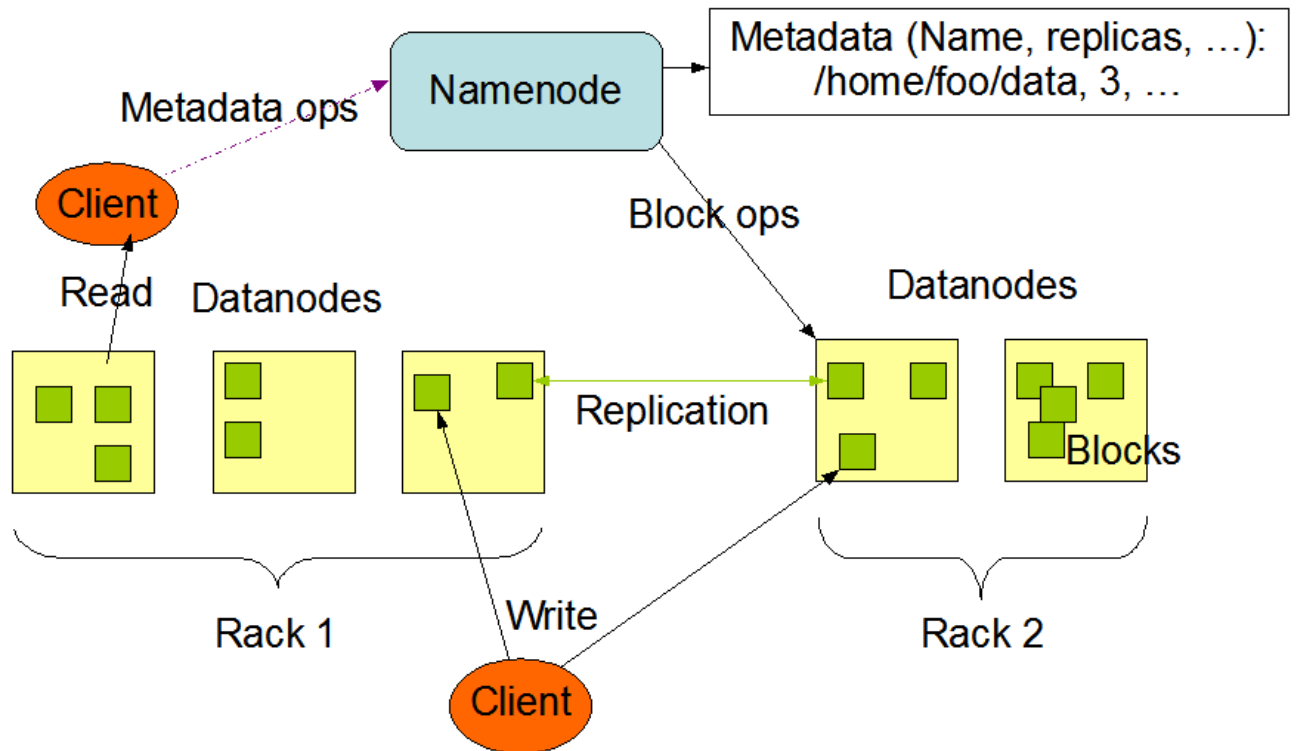 Metadata (Name, replicas, …):
/home/foo/data, 3, …
Namenode
Metadata ops
Client
Block ops
Read
Datanodes
Datanodes
Replication
Blocks
Rack 1
Write
Rack 2
Client